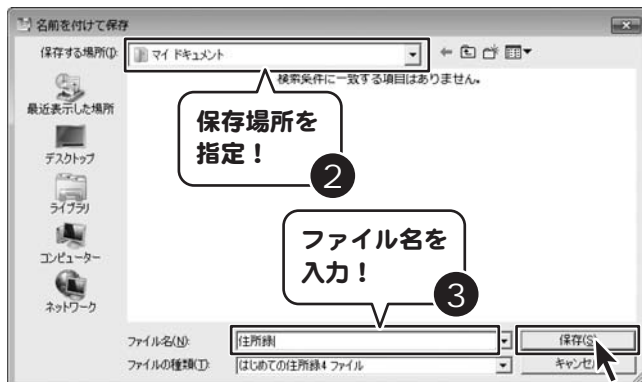 名前を付けて保存
保存する場所(I):
マイ ドキュメント
検索条件に一致する項目はありません。
最近表示した場所
保存場所を
指定！
2
デスクトップ
ライブラリ
コンピューター
ネットワーク
ファイル名を
入力！
3
ファイル名(N):
住所録
保存(S)
ファイルの種類(T):
はじめての住所録4 ファイル
キャンセル